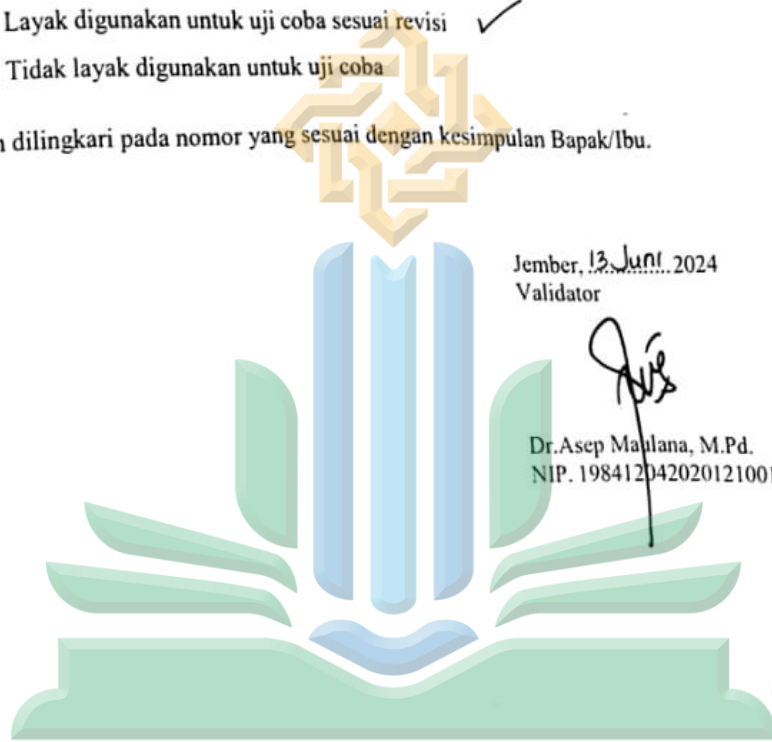 Layak digunakan untuk uji coba sesuai revisi ✓
Tidak layak digunakan untuk uji coba
dilingkari pada nomor yang sesuai dengan kesimpulan Bapak/Ibu.
Jember, 13 Juni 2024
Validator
Dr.Asep Maulana, M.Pd.
NIP. 198412042020121001